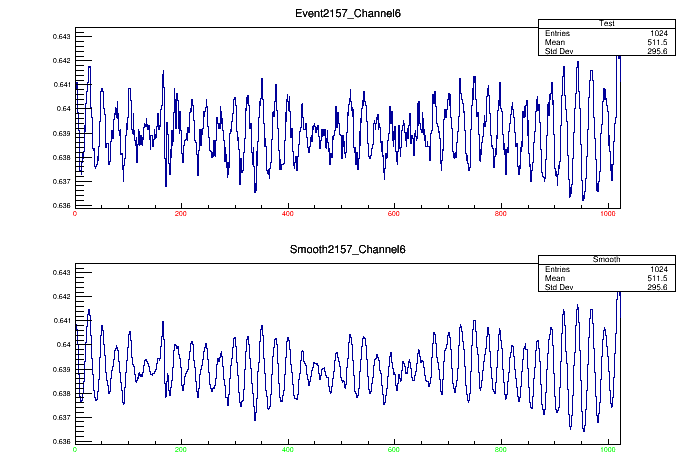 Event2157_Channel6
Test
Entries 1024
Mean 511.5
Std Dev 295.6
0.643
0.642
0.641
0.64
0.639
0.638
0.637
0.636
0 200 400 600 800 1000
Smooth2157_Channel6
Smooth
Entries 1024
Mean 511.5
Std Dev 295.6
0.643
0.642
0.641
0.64
0.639
0.638
0.637
0.636
0 200 400 600 800 1000